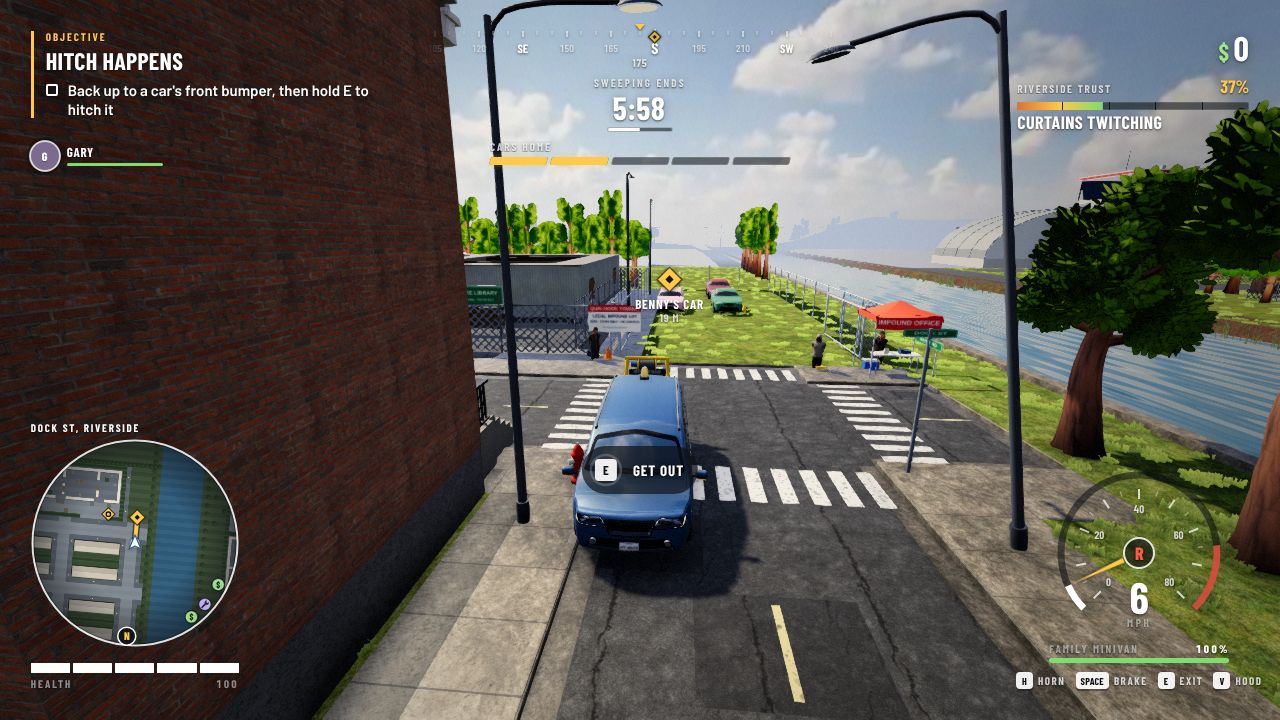 OBJECTIVE
HITCH HAPPENS
Back up to a car's front bumper, then hold E to
hitch it
G GARY
105 120 SE 150 165 S 195 210 SW
175
SWEEPING ENDS
5:58
CARS HOME
$ 0
RIVERSIDE TRUST 37%
CURTAINS TWITCHING
BENNY'S CAR
19 M
LIBRARY
IMPOUND OFFICE
E GET OUT
DOCK ST, RIVERSIDE
$
$
N
HEALTH 100
0 20 40 60 80
R
6
MPH
FAMILY MINIVAN 100%
H HORN SPACE BRAKE E EXIT V HOOD